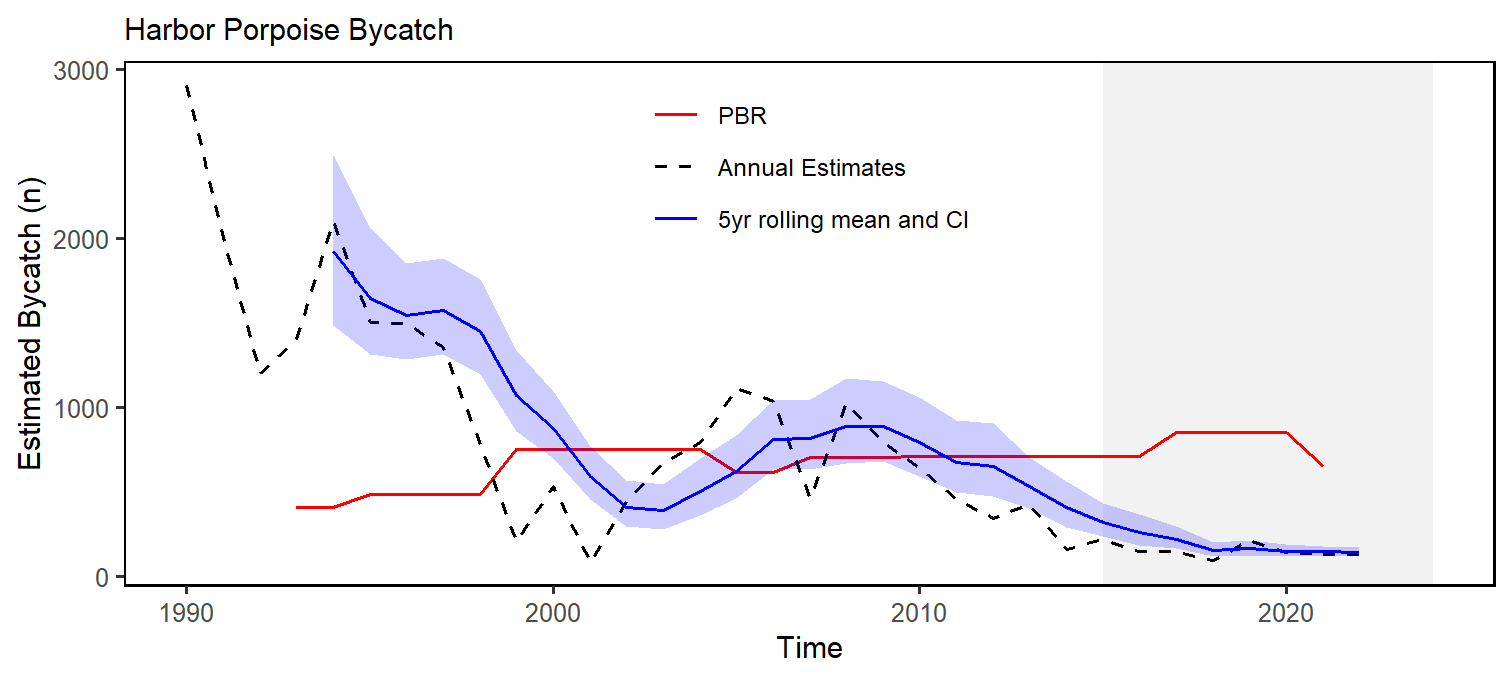 Harbor Porpoise Bycatch
3000
2000
1000
0
Estimated Bycatch (n)
PBR
Annual Estimates
5yr rolling mean and CI
1990
2000
2010
2020
Time